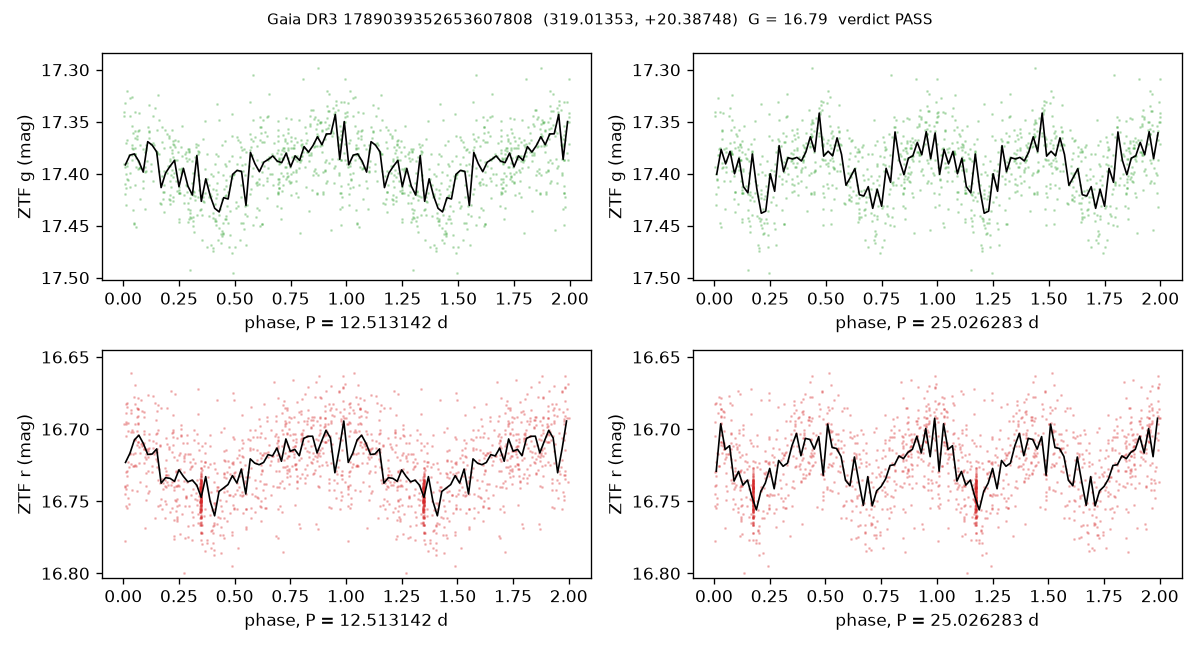 Gaia DR3 1789039352653607808  (319.01353, +20.38748)  G = 16.79  verdict PASS
ZTF g (mag)
17.30
17.35
17.40
17.45
17.50
0.00 0.25 0.50 0.75 1.00 1.25 1.50 1.75 2.00
phase, P = 12.513142 d
ZTF g (mag)
17.30
17.35
17.40
17.45
17.50
0.00 0.25 0.50 0.75 1.00 1.25 1.50 1.75 2.00
phase, P = 25.026283 d
ZTF r (mag)
16.65
16.70
16.75
16.80
0.00 0.25 0.50 0.75 1.00 1.25 1.50 1.75 2.00
phase, P = 12.513142 d
ZTF r (mag)
16.65
16.70
16.75
16.80
0.00 0.25 0.50 0.75 1.00 1.25 1.50 1.75 2.00
phase, P = 25.026283 d